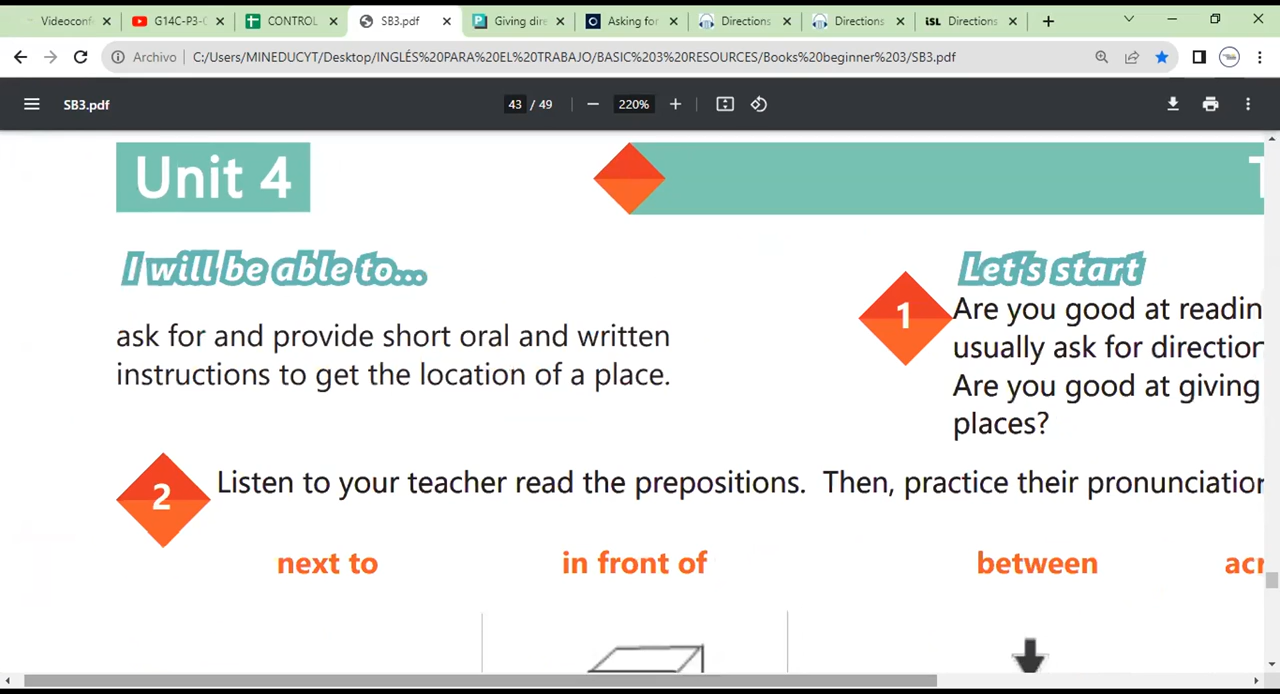 Videoconf
G14C-P3-
CONTROL
SB3.pdf
Giving dire
Asking for
Directions
Directions
iSL Directions
Archivo C:/Users/MINEDUCYT/Desktop/INGLÉS%20PARA%20EL%20TRABAJO/BASIC%203%20RESOURCES/Books%20beginner%203/SB3.pdf
SB3.pdf
43 / 49
220%
Unit 4
I will be able to...
ask for and provide short oral and written
instructions to get the location of a place.
Let's start
1
Are you good at readin
usually ask for direction
Are you good at giving
places?
2
Listen to your teacher read the prepositions. Then, practice their pronunciation
next to
in front of
between
acr